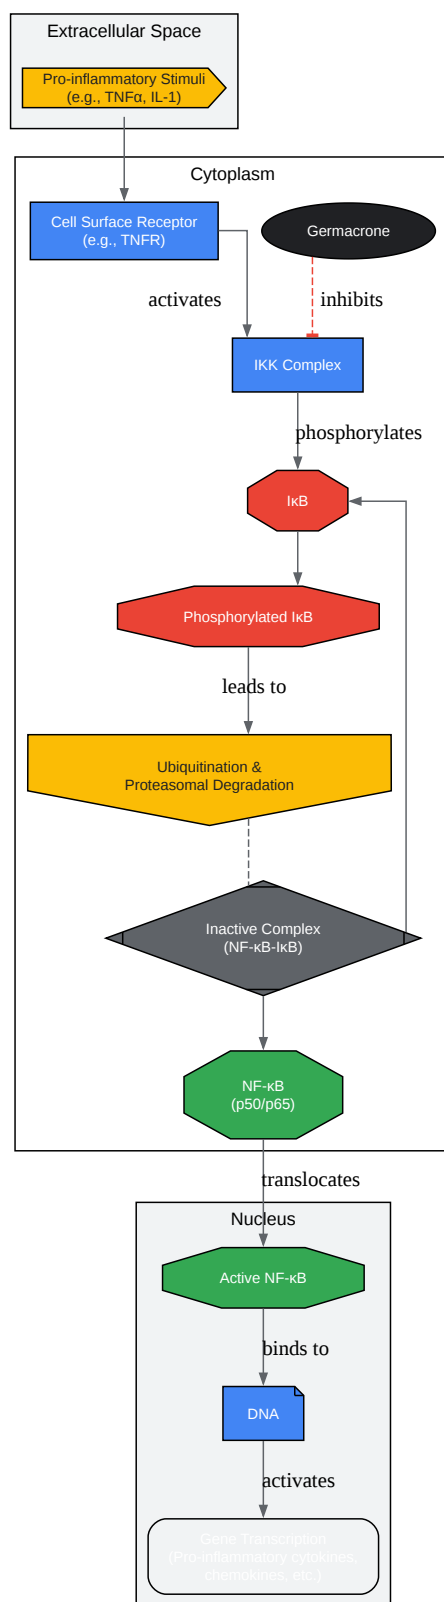 Extracellular Space
Pro-inflammatory Stimuli
(e.g., TNFα, IL-1)
Cytoplasm
Cell Surface Receptor
(e.g., TNFR)
Germacrone
activates
inhibits
IKK Complex
phosphorylates
IκB
Phosphorylated IκB
leads to
Ubiquitination &
Proteasomal Degradation
Inactive Complex
(NF-κB-IκB)
NF-κB
(p50/p65)
translocates
Nucleus
Active NF-κB
binds to
DNA
activates
Gene Transcription
(Pro-inflammatory cytokines,
chemokines, etc.)